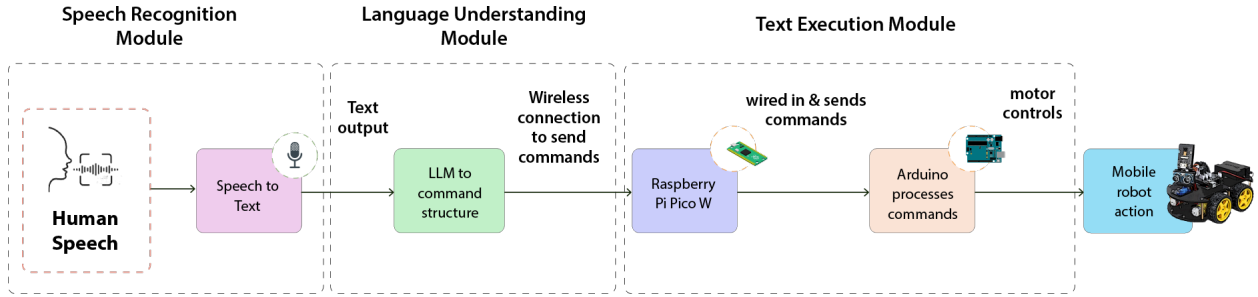 Speech Recognition
Module
Language Understanding
Module
Text Execution Module
Human
Speech
Speech to
Text
Text
output
LLM to
command
structure
Wireless
connection
to send
commands
Raspberry
Pi Pico W
wired in & sends
commands
Arduino
processes
commands
motor
controls
Mobile
robot
action